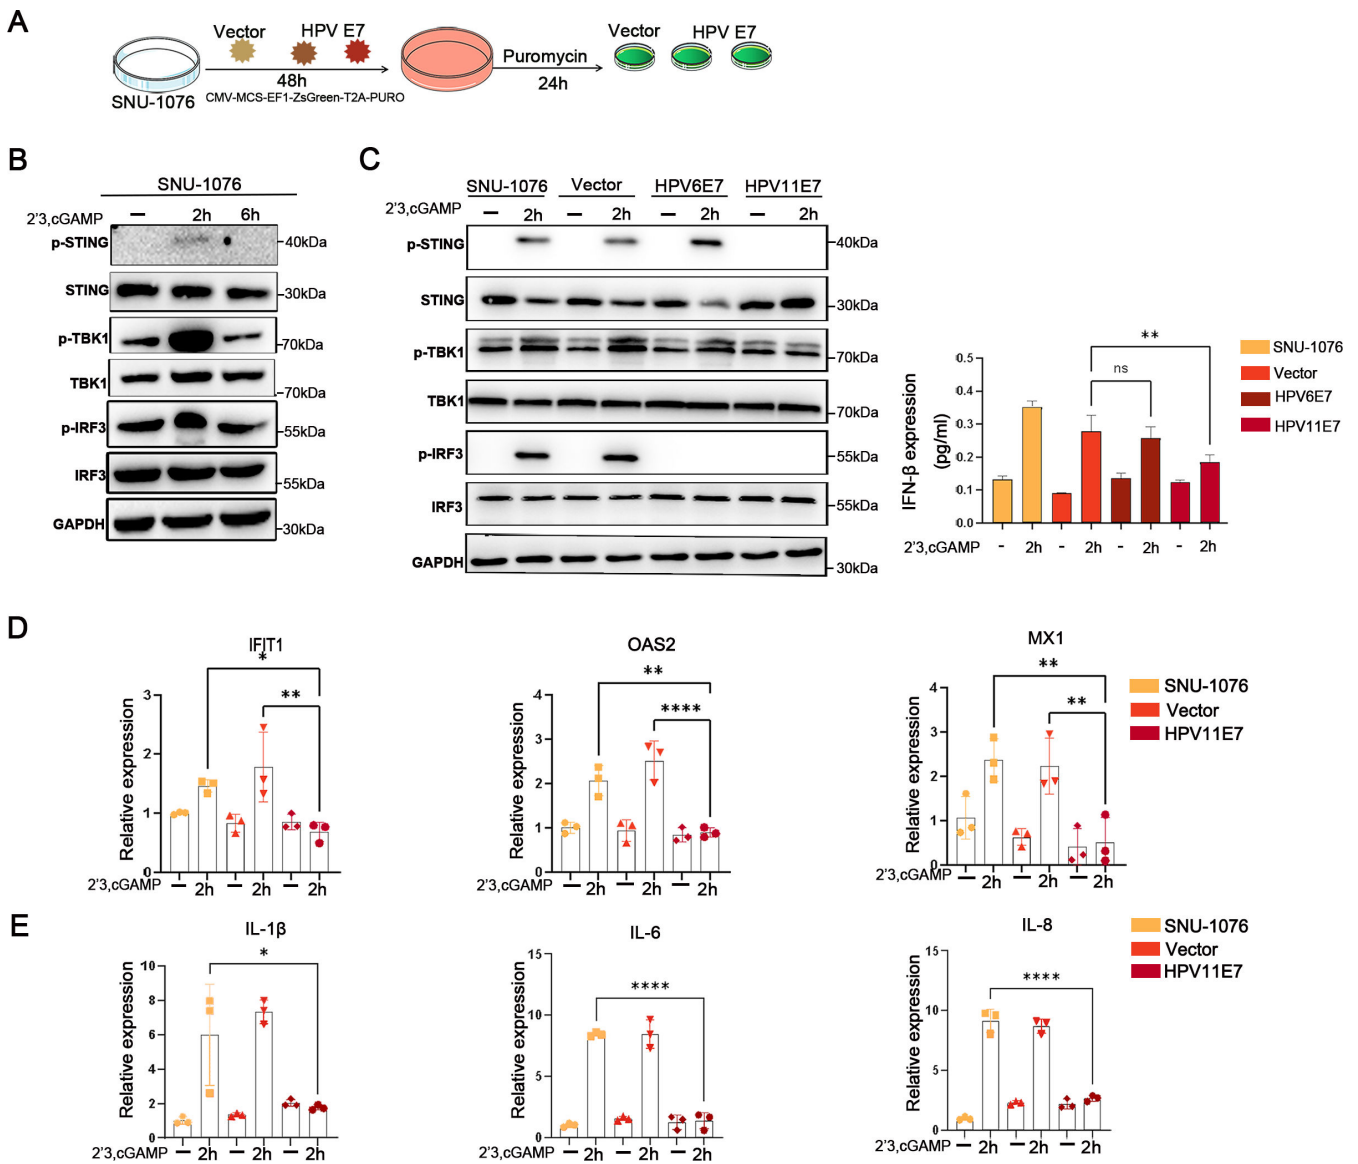 A
Vector HPV E7
48h
CMV-MCS-EF1-ZsGreen-T2A-PURO
SNU-1076
Puromycin
24h
Vector HPV E7
B
SNU-1076
2'3,cGAMP – 2h 6h
p-STING 40kDa
STING 30kDa
p-TBK1 70kDa
TBK1 70kDa
p-IRF3 55kDa
IRF3 55kDa
GAPDH 30kDa
C
SNU-1076 Vector HPV6E7 HPV11E7
2'3,cGAMP – 2h – 2h – 2h – 2h
p-STING 40kDa
STING 30kDa
p-TBK1 70kDa
TBK1 70kDa
p-IRF3 55kDa
IRF3 55kDa
GAPDH 30kDa
IFN-β expression
(pg/ml)
0.5
0.4
0.3
0.2
0.1
0.0
**
ns
2'3,cGAMP - 2h - 2h - 2h - 2h
SNU-1076
Vector
HPV6E7
HPV11E7
D
IFIT1
*
**
Relative expression
3
2
1
0
2'3,cGAMP – 2h – 2h – 2h
OAS2
**
****
Relative expression
4
3
2
1
0
2'3,cGAMP – 2h – 2h – 2h
MX1
**
**
Relative expression
4
3
2
1
0
2'3,cGAMP – 2h – 2h – 2h
SNU-1076
Vector
HPV11E7
E
IL-1β
*
Relative expression
10
8
6
4
2
0
2'3,cGAMP – 2h – 2h – 2h
IL-6
****
Relative expression
15
10
5
0
2'3,cGAMP – 2h – 2h – 2h
IL-8
****
Relative expression
15
10
5
0
2'3,cGAMP – 2h – 2h – 2h
SNU-1076
Vector
HPV11E7